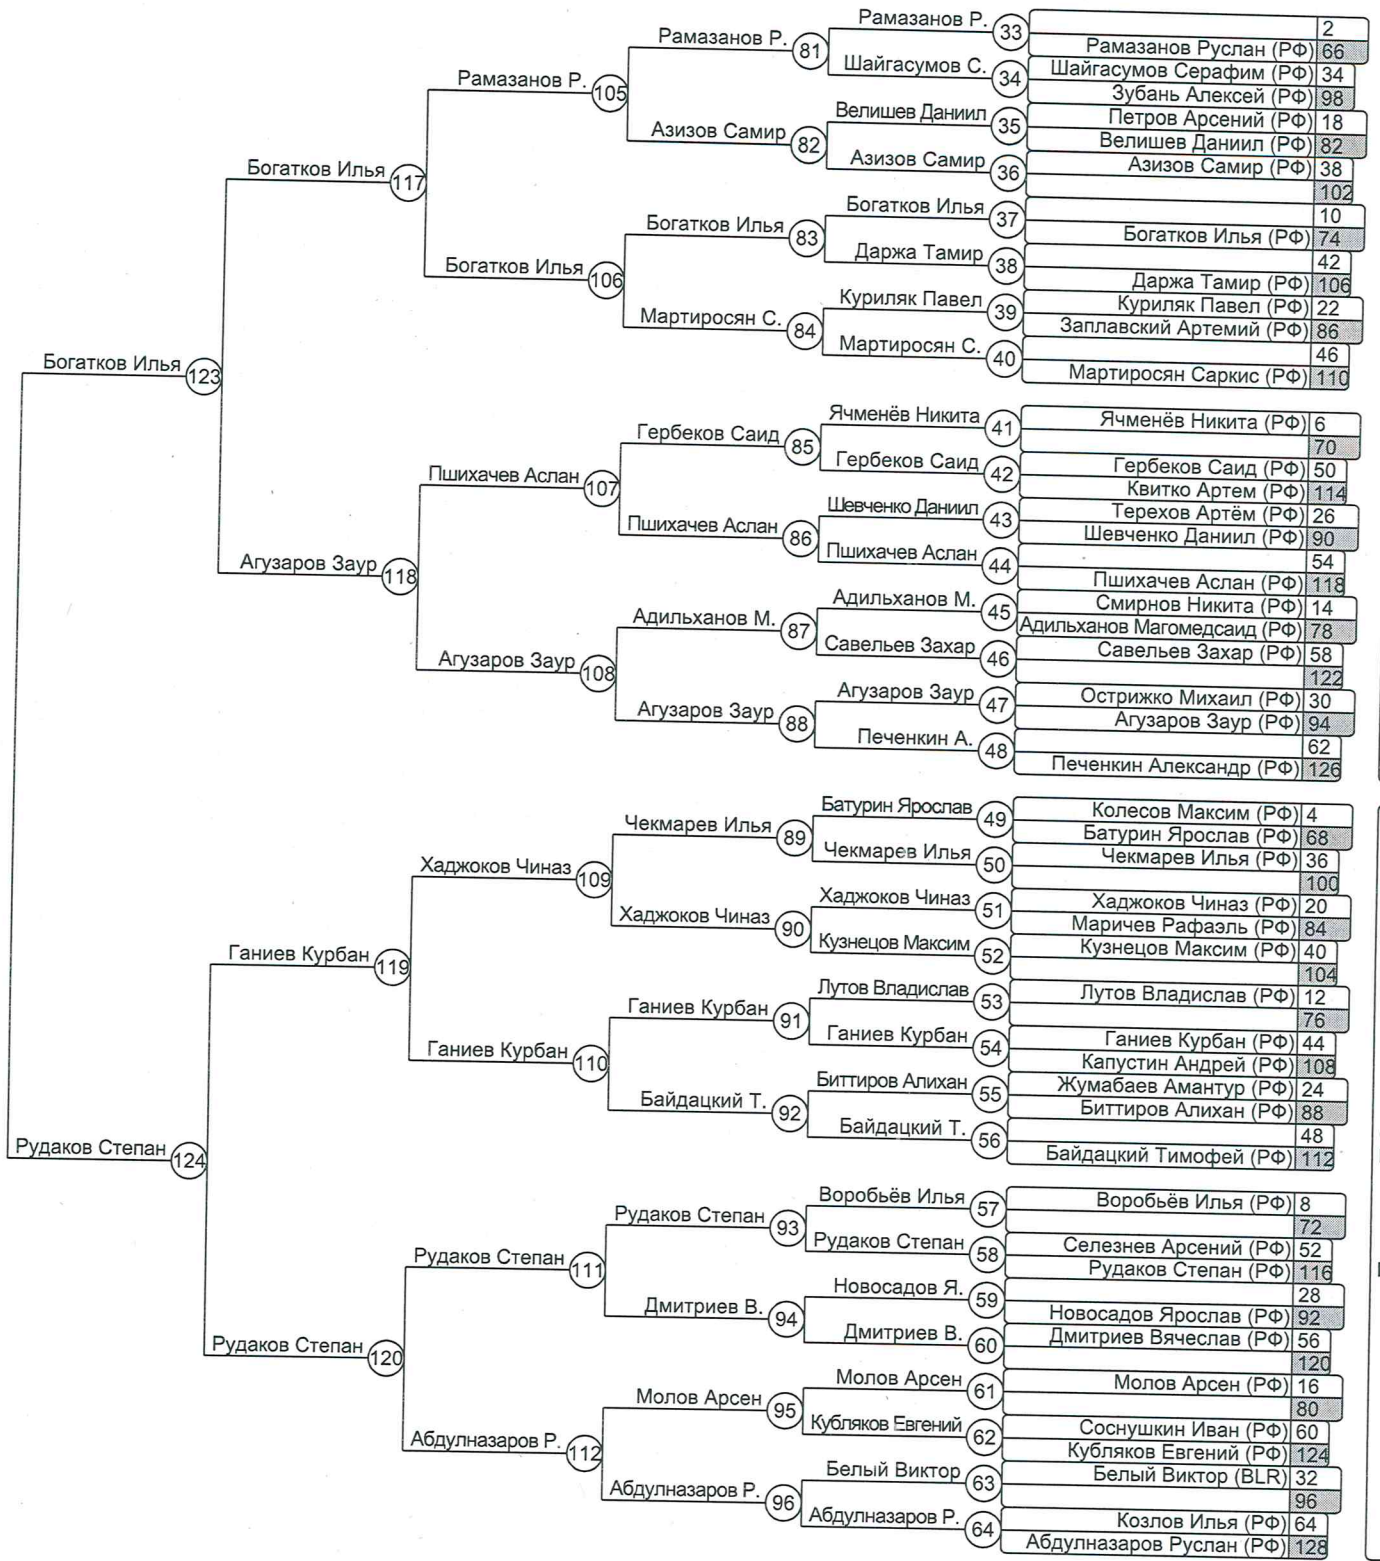 Рамазанов Р. 33 2
Рамазанов Р. 81 Рамазанов Руслан (РФ) 66
Шайгасумов С. 34 Шайгасумов Серафим (РФ) 34
Рамазанов Р. 105 Зубань Алексей (РФ) 98
Велишев Даниил 35 Петров Арсений (РФ) 18
Азизов Самир 82 Велишев Даниил (РФ) 82
Азизов Самир 36 Азизов Самир (РФ) 38
Богатков Илья 117 102
Богатков Илья 37 10
Богатков Илья 83 Богатков Илья (РФ) 74
Даржа Тамир 38 42
Богатков Илья 106 Даржа Тамир (РФ) 106
Куриляк Павел 39 Куриляк Павел (РФ) 22
Мартиросян С. 84 Заплавский Артемий (РФ) 86
Мартиросян С. 40 46
Богатков Илья 123 Мартиросян Саркис (РФ) 110
Ячменёв Никита 41 Ячменёв Никита (РФ) 6
Гербеков Саид 85 70
Гербеков Саид 42 Гербеков Саид (РФ) 50
Пшихачев Аслан 107 Квитко Артем (РФ) 114
Шевченко Даниил 43 Терехов Артём (РФ) 26
Пшихачев Аслан 86 Шевченко Даниил (РФ) 90
Пшихачев Аслан 44 54
Агузаров Заур 118 Пшихачев Аслан (РФ) 118
Адильханов М. 45 Смирнов Никита (РФ) 14
Адильханов М. 87 Адильханов Магомедсаид (РФ) 78
Савельев Захар 46 Савельев Захар (РФ) 58
Агузаров Заур 108 122
Агузаров Заур 47 Острижко Михаил (РФ) 30
Агузаров Заур 88 Агузаров Заур (РФ) 94
Печенкин А. 48 62
Печенкин Александр (РФ) 126
Батурин Ярослав 49 Колесов Максим (РФ) 4
Чекмарев Илья 89 Батурин Ярослав (РФ) 68
Чекмарев Илья 50 Чекмарев Илья (РФ) 36
Хаджоков Чиназ 109 100
Хаджоков Чиназ 51 Хаджоков Чиназ (РФ) 20
Хаджоков Чиназ 90 Маричев Рафаэль (РФ) 84
Кузнецов Максим 52 Кузнецов Максим (РФ) 40
Ганиев Курбан 119 104
Лутов Владислав 53 Лутов Владислав (РФ) 12
Ганиев Курбан 91 76
Ганиев Курбан 54 Ганиев Курбан (РФ) 44
Ганиев Курбан 110 Капустин Андрей (РФ) 108
Биттиров Алихан 55 Жумабаев Амантур (РФ) 24
Байдацкий Т. 92 Биттиров Алихан (РФ) 88
Байдацкий Т. 56 48
Рудаков Степан 124 Байдацкий Тимофей (РФ) 112
Воробьёв Илья 57 Воробьёв Илья (РФ) 8
Рудаков Степан 93 72
Рудаков Степан 58 Селезнев Арсений (РФ) 52
Рудаков Степан 111 Рудаков Степан (РФ) 116
Новосадов Я. 59 28
Дмитриев В. 94 Новосадов Ярослав (РФ) 92
Дмитриев В. 60 Дмитриев Вячеслав (РФ) 56
Рудаков Степан 120 120
Молов Арсен 61 Молов Арсен (РФ) 16
Молов Арсен 95 80
Кубляков Евгений 62 Соснушкин Иван (РФ) 60
Абдулназаров Р. 112 Кубляков Евгений (РФ) 124
Белый Виктор 63 Белый Виктор (BLR) 32
Абдулназаров Р. 96 96
Абдулназаров Р. 64 Козлов Илья (РФ) 64
Абдулназаров Руслан (РФ) 128